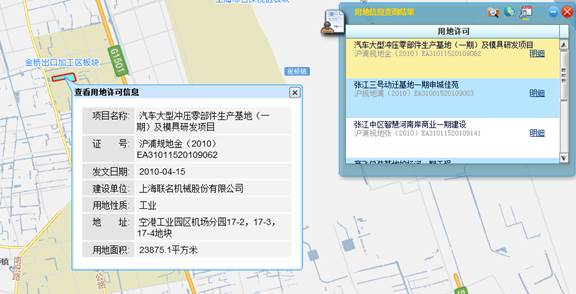 金桥出口加工区板块
G1501
祝桥镇
查看用地许可信息
项目名称:
汽车大型冲压零部件生产基地（一
期）及模具研发项目
证 号:
沪浦规地金（2010）
EA31011520109062
发文日期:
2010-04-15
建设单位:
上海联名机械股份有限公司
用地性质:
工业
地 址:
空港工业园区机场分园17-2，17-3，
17-4地块
用地面积:
23875.1平方米
用地信息查询结果
用地许可
汽车大型冲压零部件生产基地（一期）及模具研发项目
沪浦规地金（2010）EA31011520109062
明细
张江三号动迁基地一期申城佳苑
沪规地浦（2010）EA31001520109003
明细
张江中区智慧河南岸商业一期建设
沪浦规地张（2010）EA31011520109141
明细
G1501